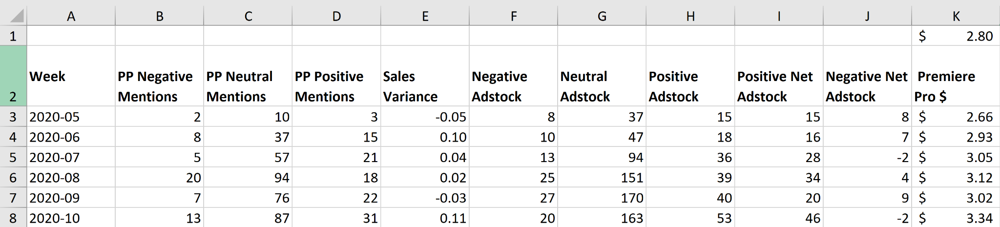 A B C D E F G H I J K
1 $ 2.80
2 Week PP Negative Mentions PP Neutral Mentions PP Positive Mentions Sales Variance Negative Adstock Neutral Adstock Positive Adstock Positive Net Adstock Negative Net Adstock Premiere Pro $
3 2020-05 2 10 3 -0.05 8 37 15 15 8 $ 2.66
4 2020-06 8 37 15 0.10 10 47 18 16 7 $ 2.93
5 2020-07 5 57 21 0.04 13 94 36 28 -2 $ 3.05
6 2020-08 20 94 18 0.02 25 151 39 34 4 $ 3.12
7 2020-09 7 76 22 -0.03 27 170 40 20 9 $ 3.02
8 2020-10 13 87 31 0.11 20 163 53 46 -2 $ 3.34